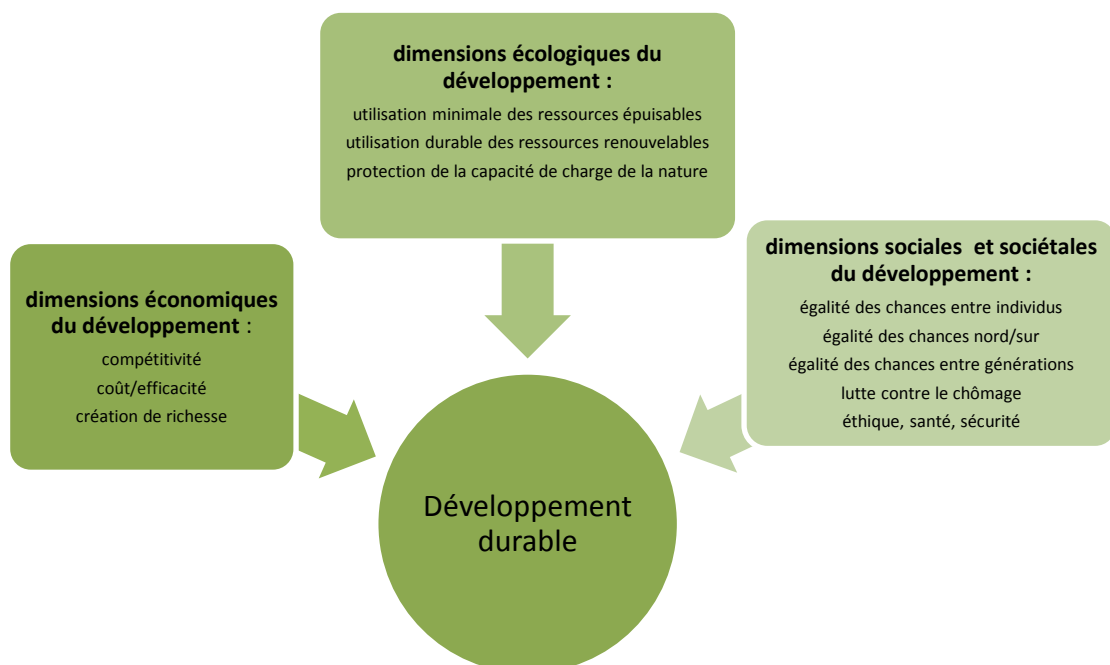 dimensions écologiques du
développement :
utilisation minimale des ressources épuisables
utilisation durable des ressources renouvelables
protection de la capacité de charge de la nature
dimensions économiques
du développement :
compétitivité
coût/efficacité
création de richesse
dimensions sociales et sociétales
du développement :
égalité des chances entre individus
égalité des chances nord/sur
égalité des chances entre générations
lutte contre le chômage
éthique, santé, sécurité
Développement
durable